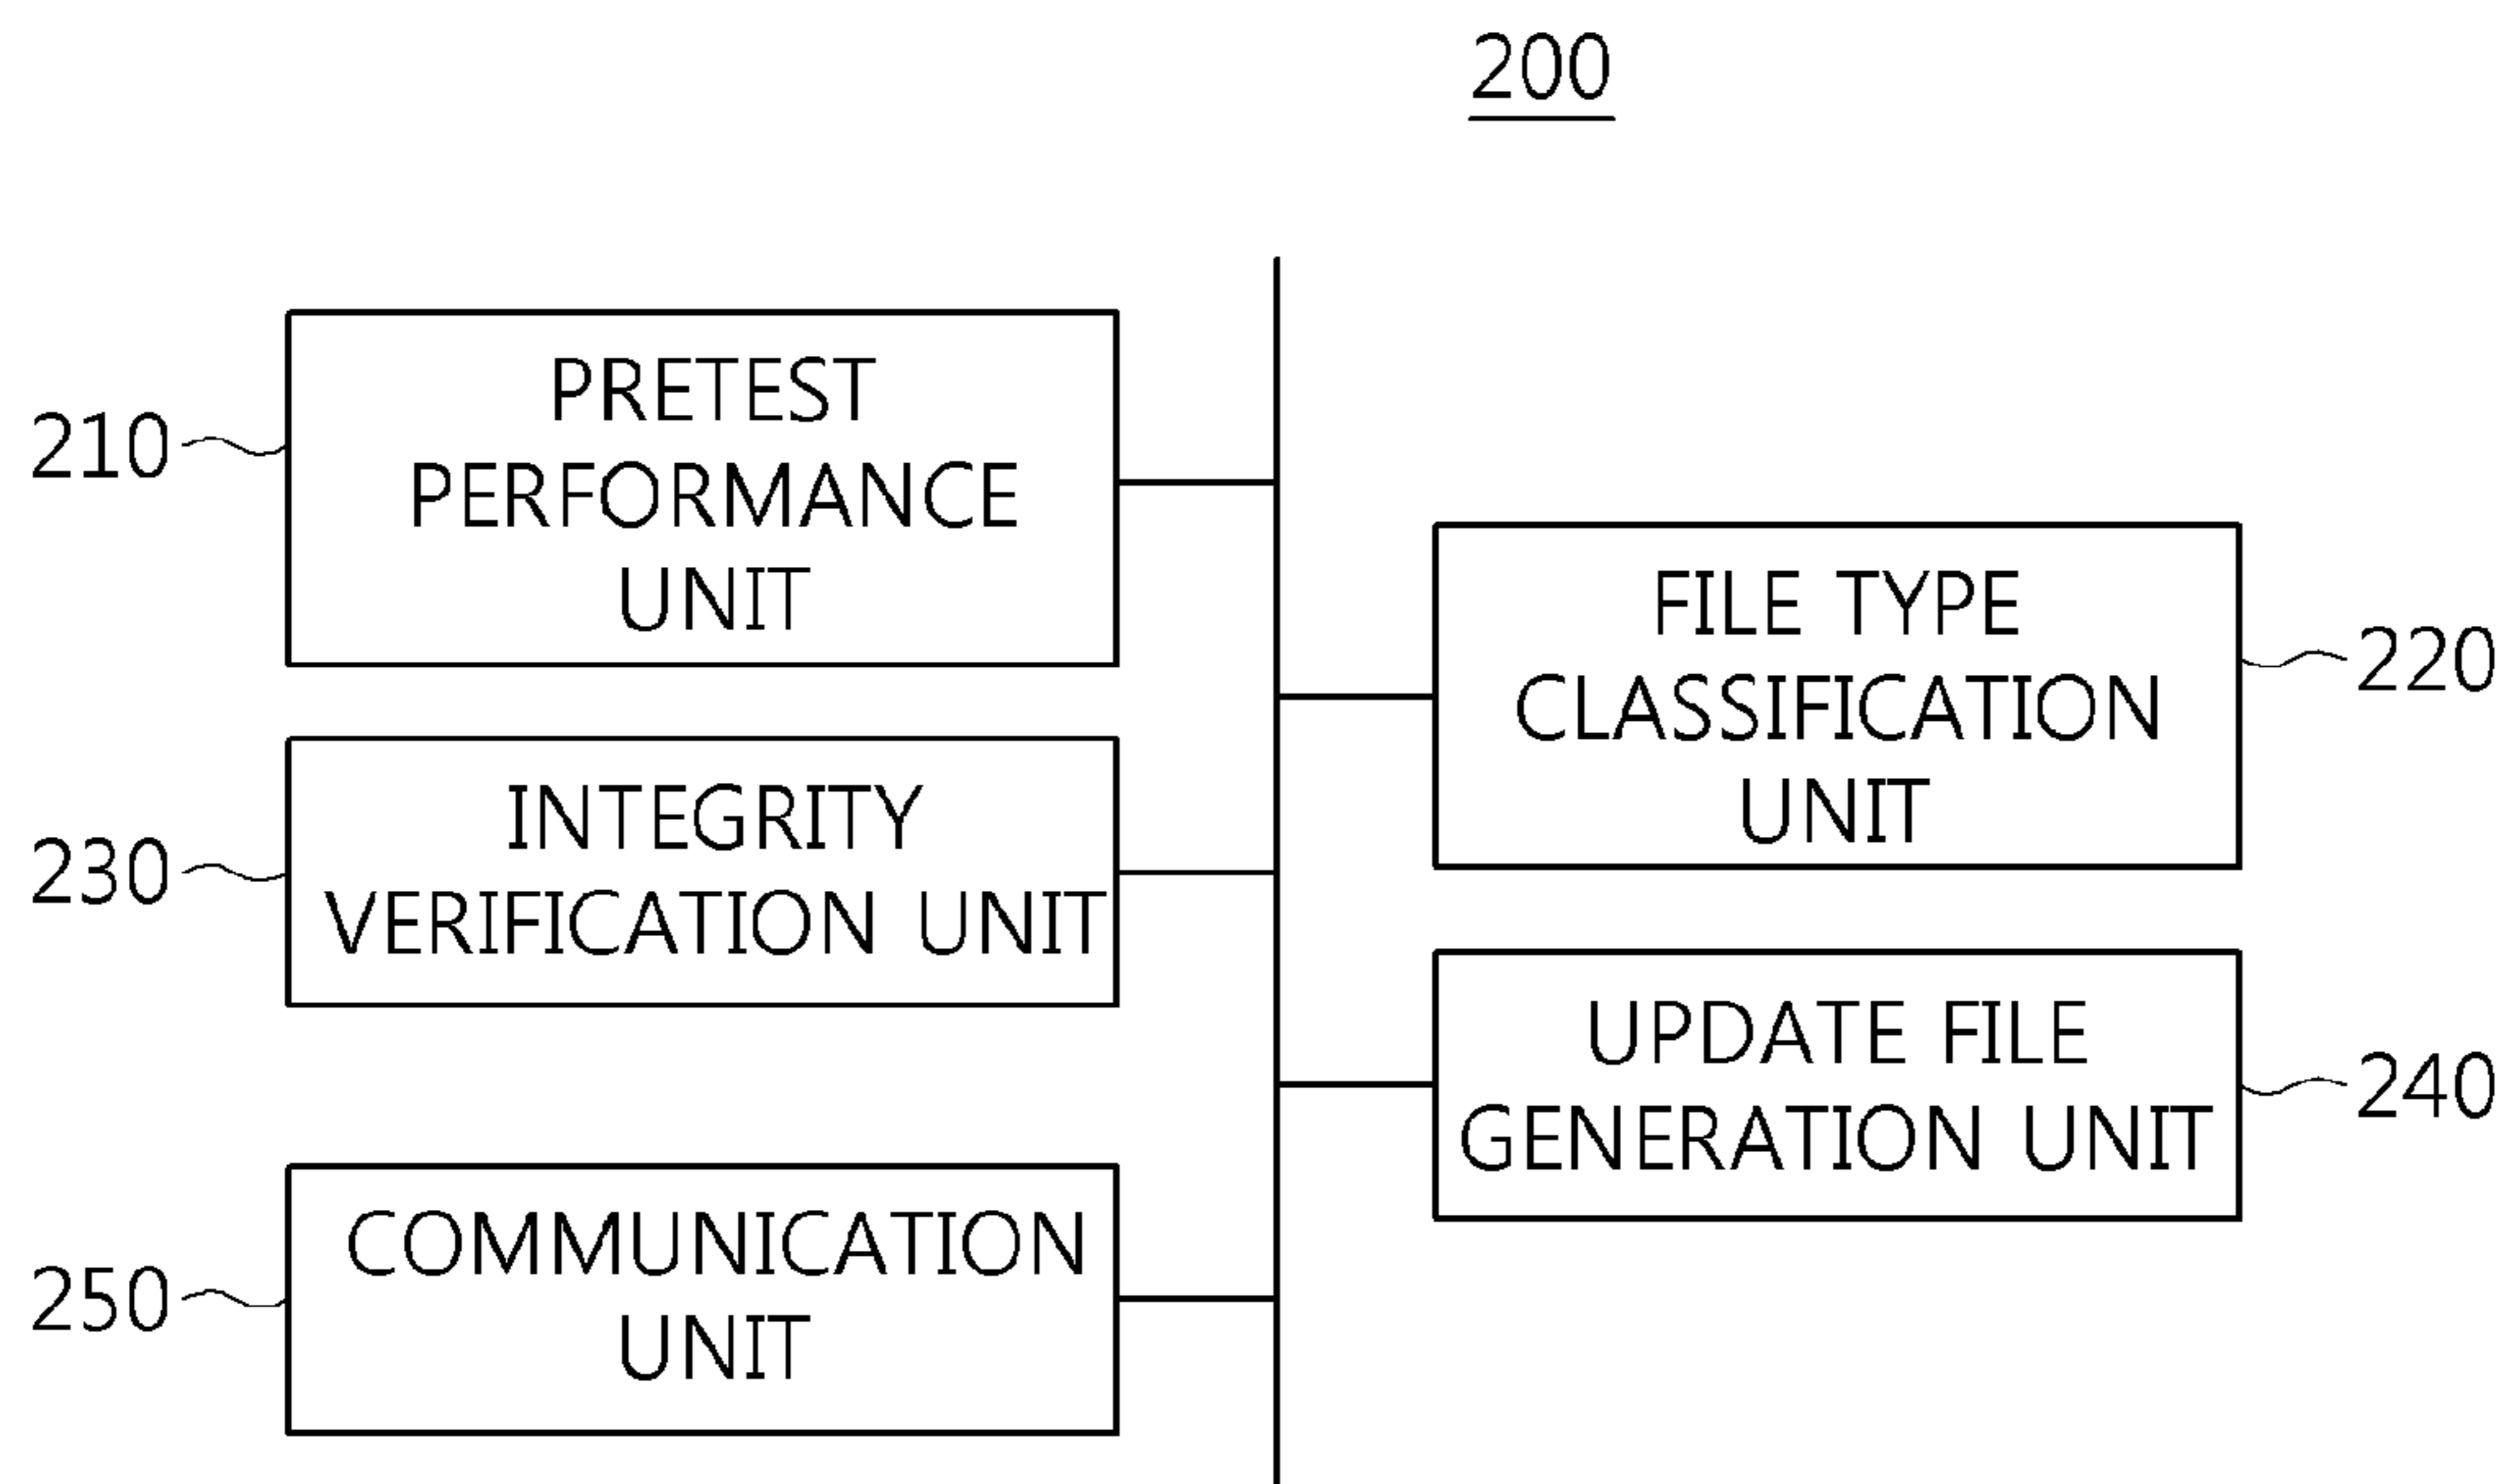 200
210
PRETEST
PERFORMANCE
UNIT
FILE TYPE
CLASSIFICATION
UNIT
220
230
INTEGRITY
VERIFICATION UNIT
UPDATE FILE
GENERATION UNIT
240
250
COMMUNICATION
UNIT